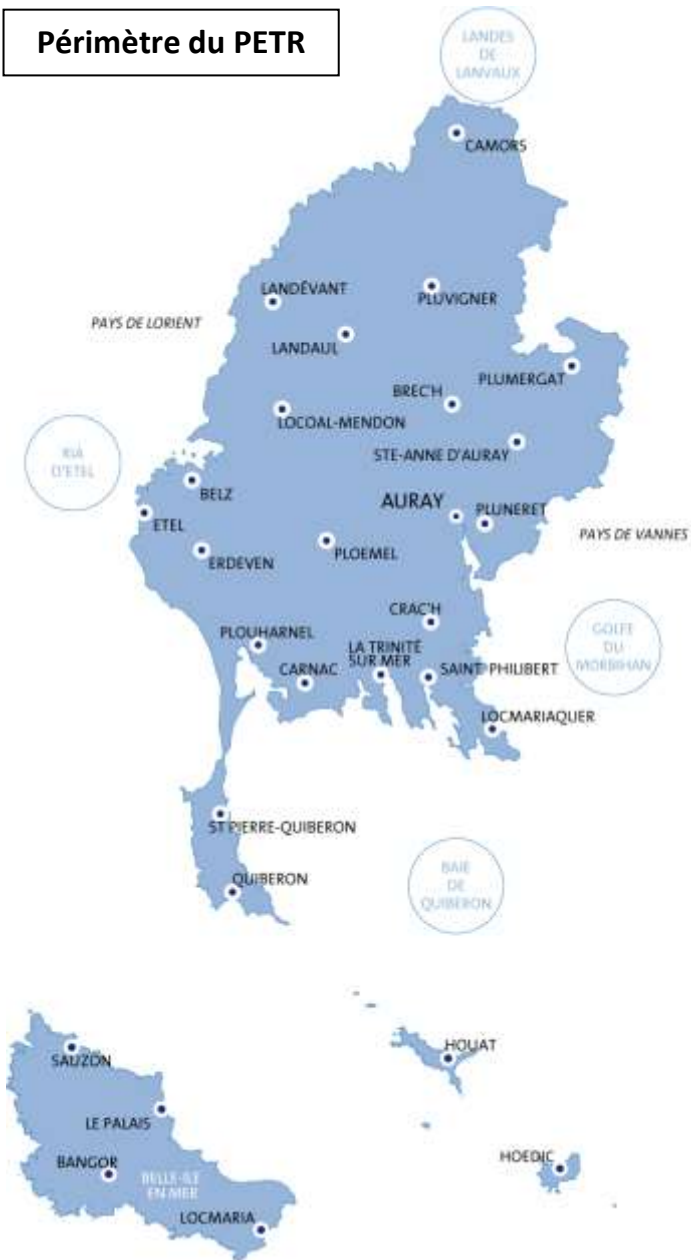 Périmètre du PETR
LANDES
DE
LANVAUX
CAMORS
LANDÉVANT
PLUVIGNER
PAYS DE LORIENT
LANDAUL
PLUMERGAT
BREC'H
LOCOAL-MENDON
STE-ANNE D'AURAY
RIA
D'ETEL
BELZ
AURAY
PLUNERET
ETEL
PAYS DE VANNES
ERDEVEN
PLOEMEL
CRAC'H
GOLFE
DU
MORBIHAN
PLOUHARNEL
LA TRINITÉ
SUR MER
CARNAC
SAINT-PHILIBERT
LOCMARIAQUER
ST PIERRE-QUIBERON
BAIE
DE
QUIBERON
QUIBERON
HOUAT
SAUZON
LE PALAIS
HOEDIC
BANGOR
BELLE-ILE
EN MER
LOCMARIA